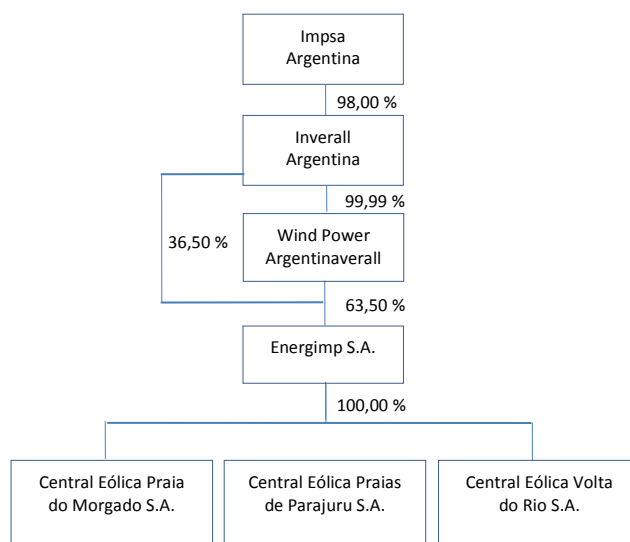 Impsa
Argentina
98,00 %
Inverall
Argentina
99,99 %
36,50 %
Wind Power
Argentinaverall
63,50 %
Energimp S.A.
100,00 %
Central Eólica Praia
do Morgado S.A.
Central Eólica Praias
de Parajuru S.A.
Central Eólica Volta
do Rio S.A.